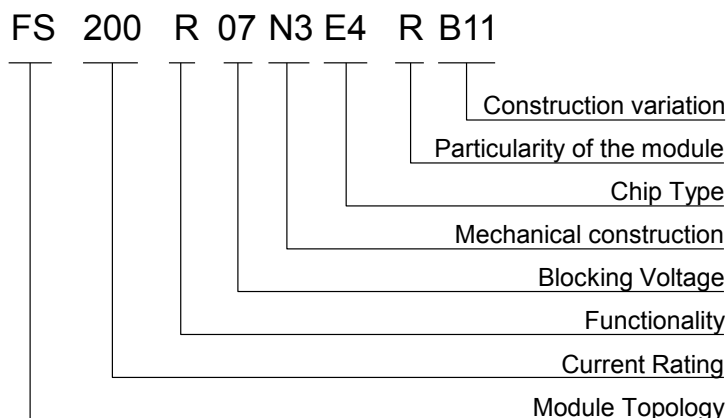 FS 200 R 07 N3 E4 R B11
Construction variation
Particularity of the module
Chip Type
Mechanical construction
Blocking Voltage
Functionality
Current Rating
Module Topology